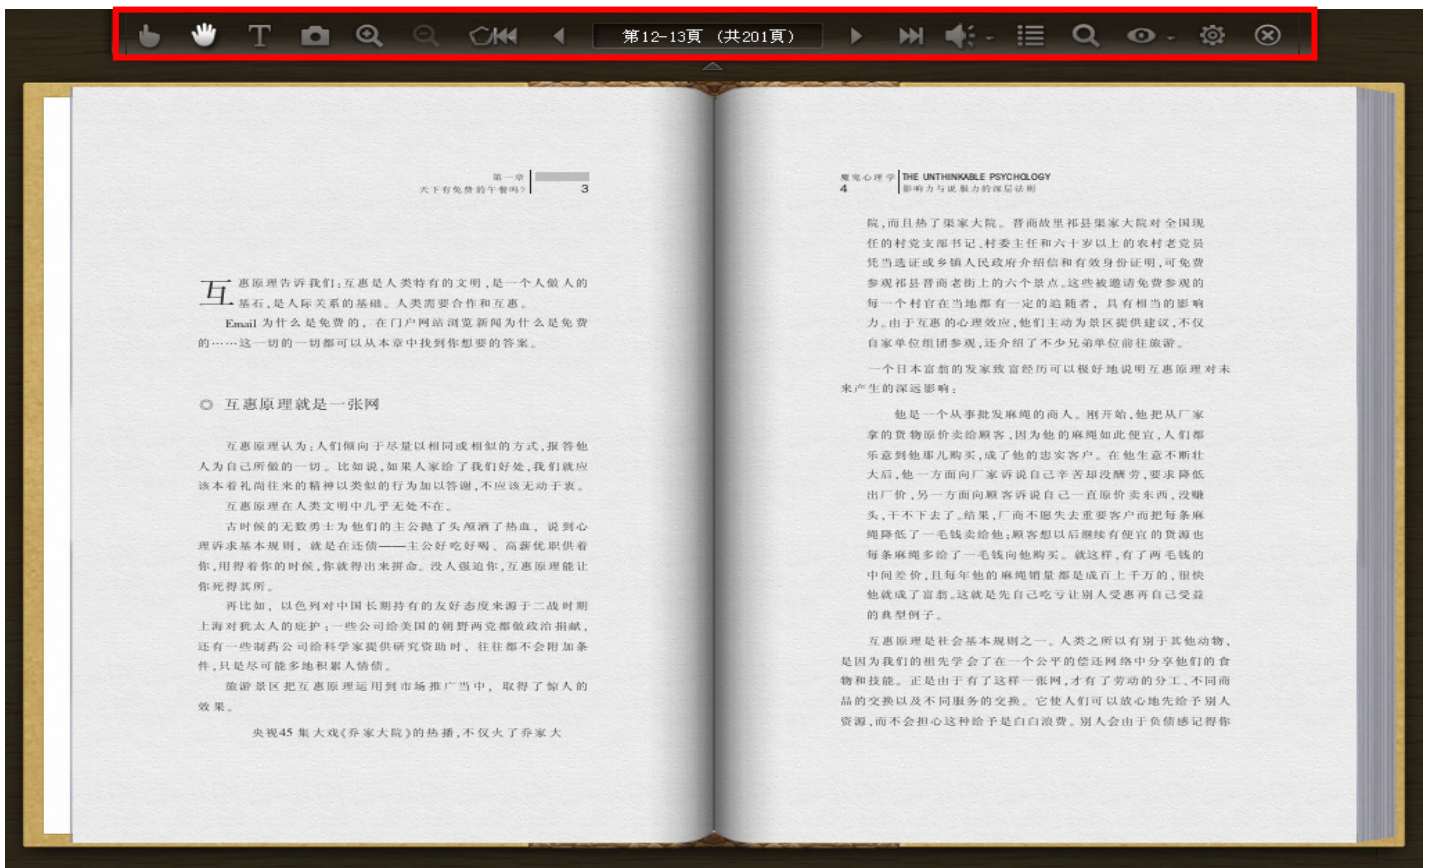 T
第12-13頁 (共201頁)
第一章
天下有免费的午餐吗?
3
互惠原理告诉我们:互惠是人类特有的文明,是一个人做人的
基石,是人际关系的基础。人类需要合作和互惠。
Email 为什么是免费的, 在门户网站浏览新闻为什么是免费
的……这一切的一切都可以从本章中找到你想要的答案。
◎ 互惠原理就是一张网
互惠原理认为:人们倾向于尽量以相同或相似的方式,报答他
人为自己所做的一切。比如说,如果人家给了我们好处,我们就应
该本着礼尚往来的精神以类似的行为加以答谢,不应该无动于衷。
互惠原理在人类文明中几乎无处不在。
古时候的无数勇士为他们的主公抛了头颅洒了热血, 说到心
理诉求基本规则, 就是在还债——主公好吃好喝、高薪优职供着
你,用得着你的时候,你就得出来拼命。没人强迫你,互惠原理能让
你死得其所。
再比如, 以色列对中国长期持有的友好态度来源于二战时期
上海对犹太人的庇护;一些公司给美国的朝野两党都做政治捐献,
还有一些制药公司给科学家提供研究资助时, 往往都不会附加条
件,只是尽可能多地积累人情债。
旅游景区把互惠原理运用到市场推广当中, 取得了惊人的
效果。
央视45 集大戏《乔家大院》的热播,不仅火了乔家大
魔鬼心理学 THE UNTHINKABLE PSYCHOLOGY
4 影响力与说服力的深层法则
院,而且热了渠家大院。晋商故里祁县渠家大院对全国现
任的村党支部书记、村委主任和六十岁以上的农村老党员
凭当选证或乡镇人民政府介绍信和有效身份证明,可免费
参观祁县晋商老街上的六个景点。这些被邀请免费参观的
每一个村官在当地都有一定的追随者, 具有相当的影响
力。由于互惠的心理效应,他们主动为景区提供建议,不仅
自家单位组团参观,还介绍了不少兄弟单位前往旅游。
一个日本富翁的发家致富经历可以极好地说明互惠原理对未
来产生的深远影响:
他是一个从事批发麻绳的商人。刚开始,他把从厂家
拿的货物原价卖给顾客,因为他的麻绳如此便宜,人们都
乐意到他那儿购买,成了他的忠实客户。在他生意不断壮
大后,他一方面向厂家诉说自己辛苦却没酬劳,要求降低
出厂价,另一方面向顾客诉说自己一直原价卖东西,没赚
头,干不下去了。结果,厂商不愿失去重要客户而把每条麻
绳降低了一毛钱卖给他;顾客想以后继续有便宜的货源也
每条麻绳多给了一毛钱向他购买。就这样,有了两毛钱的
中间差价,且每年他的麻绳销量都是成百上千万的,很快
他就成了富翁。这就是先自己吃亏让别人受惠再自己受益
的典型例子。
互惠原理是社会基本规则之一。人类之所以有别于其他动物,
是因为我们的祖先学会了在一个公平的偿还网络中分享他们的食
物和技能。正是由于有了这样一张网,才有了劳动的分工、不同商
品的交换以及不同服务的交换。它使人们可以放心地先给予别人
资源,而不会担心这种给予是白白浪费。别人会由于负债感记得你